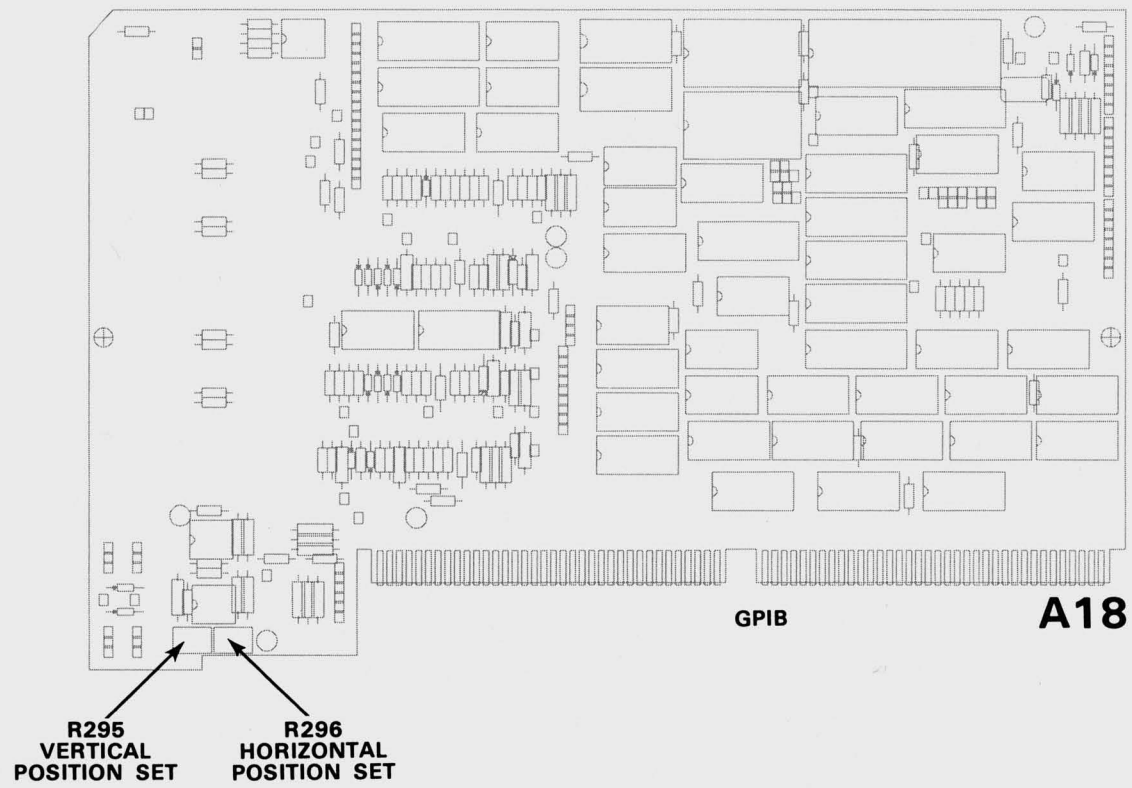 GPIB
A18
R295
VERTICAL
POSITION SET
R296
HORIZONTAL
POSITION SET